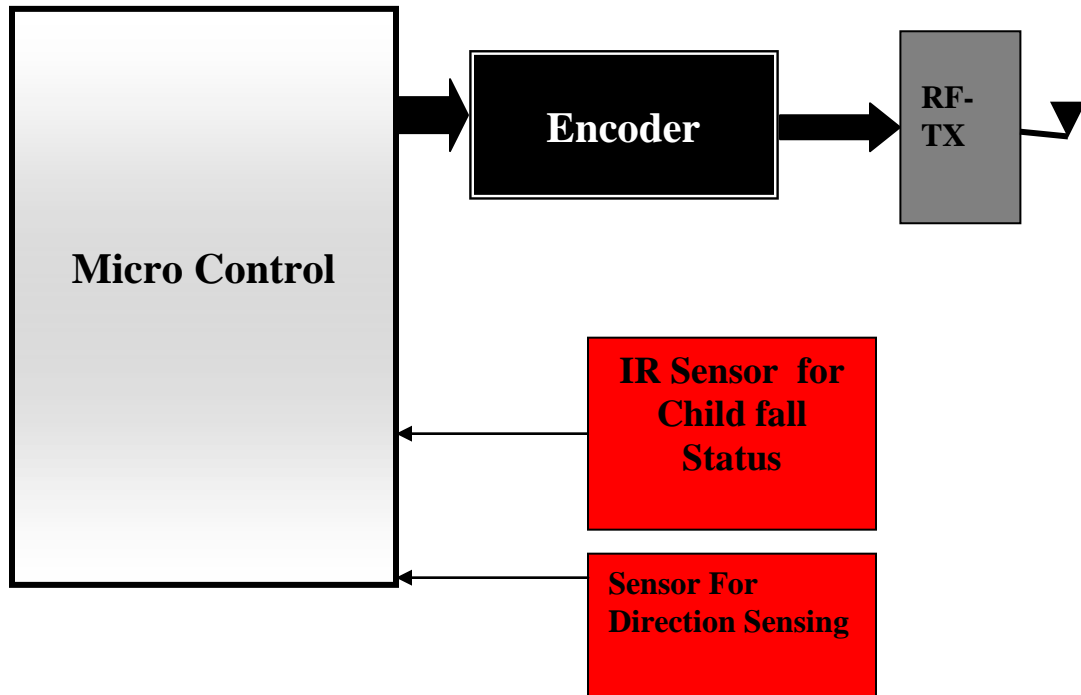 Micro Control
Encoder
RF-
TX
IR Sensor for
Child fall
Status
Sensor For
Direction Sensing